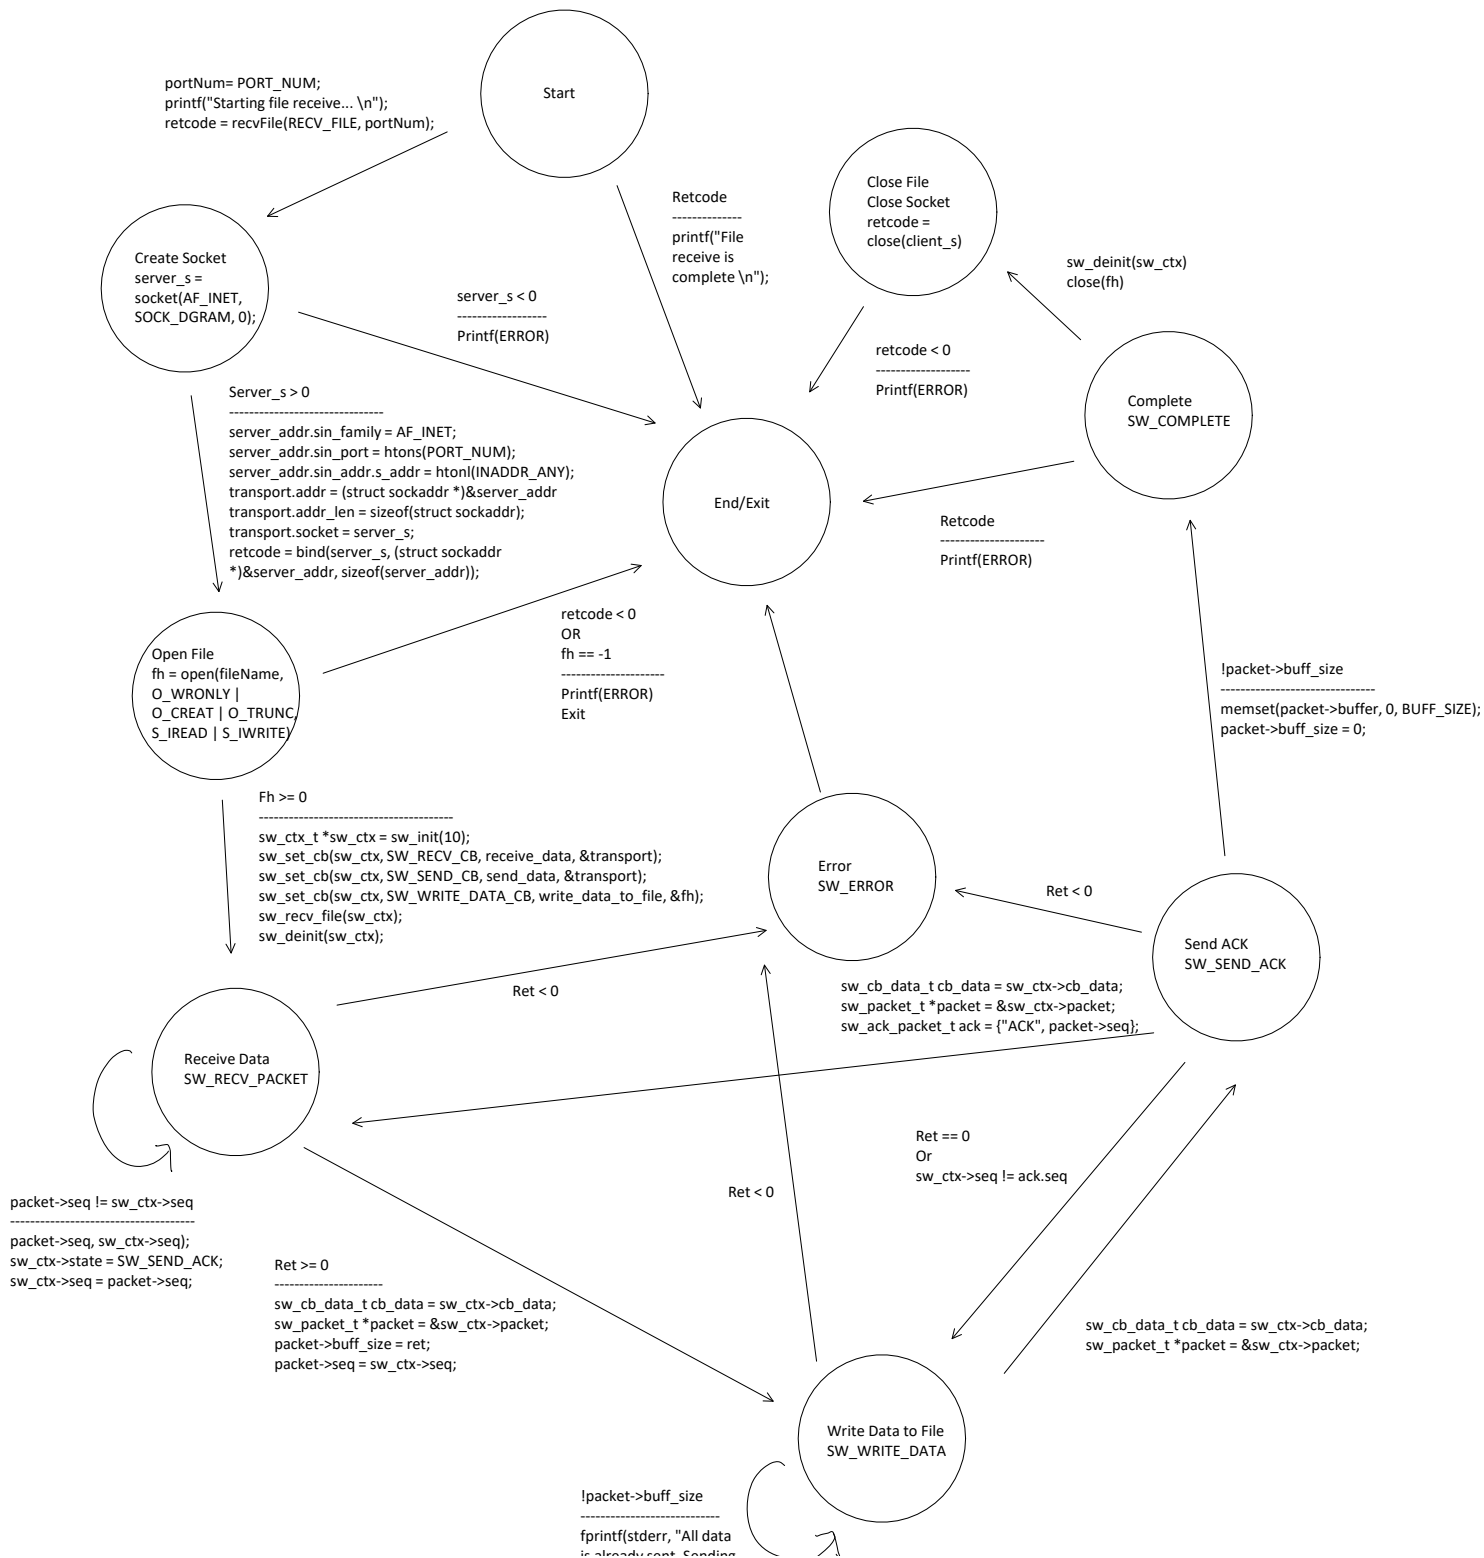 Start
portNum= PORT_NUM;
printf("Starting file receive... \n");
retcode = recvFile(RECV_FILE, portNum);
Retcode
--------------
printf("File
receive is
complete \n");
Close File
Close Socket
retcode =
close(client_s)
sw_deinit(sw_ctx)
close(fh)
Create Socket
server_s =
socket(AF_INET,
SOCK_DGRAM, 0);
server_s < 0
------------------
Printf(ERROR)
retcode < 0
-------------------
Printf(ERROR)
Complete
SW_COMPLETE
Server_s > 0
-------------------------------
server_addr.sin_family = AF_INET;
server_addr.sin_port = htons(PORT_NUM);
server_addr.sin_addr.s_addr = htonl(INADDR_ANY);
transport.addr = (struct sockaddr *)&server_addr
transport.addr_len = sizeof(struct sockaddr);
transport.socket = server_s;
retcode = bind(server_s, (struct sockaddr
*)&server_addr, sizeof(server_addr));
End/Exit
Retcode
---------------------
Printf(ERROR)
Open File
fh = open(fileName,
O_WRONLY |
O_CREAT | O_TRUNC,
S_IREAD | S_IWRITE)
retcode < 0
OR
fh == -1
---------------------
Printf(ERROR)
Exit
!packet->buff_size
-------------------------------
memset(packet->buffer, 0, BUFF_SIZE);
packet->buff_size = 0;
Fh >= 0
---------------------------------------
sw_ctx_t *sw_ctx = sw_init(10);
sw_set_cb(sw_ctx, SW_RECV_CB, receive_data, &transport);
sw_set_cb(sw_ctx, SW_SEND_CB, send_data, &transport);
sw_set_cb(sw_ctx, SW_WRITE_DATA_CB, write_data_to_file, &fh);
sw_recv_file(sw_ctx);
sw_deinit(sw_ctx);
Error
SW_ERROR
Ret < 0
Send ACK
SW_SEND_ACK
Ret < 0
sw_cb_data_t cb_data = sw_ctx->cb_data;
sw_packet_t *packet = &sw_ctx->packet;
sw_ack_packet_t ack = {"ACK", packet->seq};
Receive Data
SW_RECV_PACKET
Ret == 0
Or
sw_ctx->seq != ack.seq
Ret < 0
packet->seq != sw_ctx->seq
-------------------------------------
packet->seq, sw_ctx->seq);
sw_ctx->state = SW_SEND_ACK;
sw_ctx->seq = packet->seq;
Ret >= 0
----------------------
sw_cb_data_t cb_data = sw_ctx->cb_data;
sw_packet_t *packet = &sw_ctx->packet;
packet->buff_size = ret;
packet->seq = sw_ctx->seq;
sw_cb_data_t cb_data = sw_ctx->cb_data;
sw_packet_t *packet = &sw_ctx->packet;
Write Data to File
SW_WRITE_DATA
!packet->buff_size
----------------------------
fprintf(stderr, "All data
is already sent. Sending